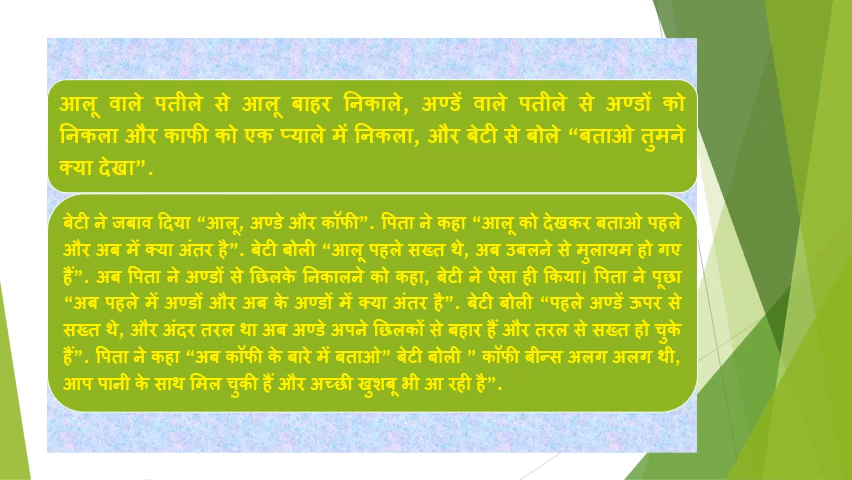 आलू वाले पतीले से आलू बाहर निकाले, अण्डें वाले पतीले से अण्डों को
निकला और काफी को एक प्याले में निकला, और बेटी से बोले “बताओ तुमने
क्या देखा”.
बेटी ने जबाव दिया “आलू, अण्डे और कॉफी”. पिता ने कहा “आलू को देखकर बताओ पहले
और अब में क्या अंतर है”. बेटी बोली “आलू पहले सख्त थे, अब उबलने से मुलायम हो गए
हैं”. अब पिता ने अण्डों से छिलके निकालने को कहा, बेटी ने ऐसा ही किया। पिता ने पूछा
“अब पहले में अण्डों और अब के अण्डों में क्या अंतर है”. बेटी बोली “पहले अण्डें ऊपर से
सख्त थे, और अंदर तरल था अब अण्डे अपने छिलकों से बहार हैं और तरल से सख्त हो चुके
हैं”. पिता ने कहा “अब कॉफी के बारे में बताओ” बेटी बोली ” कॉफी बीन्स अलग अलग थी,
आप पानी के साथ मिल चुकी हैं और अच्छी खुशबू भी आ रही है”.